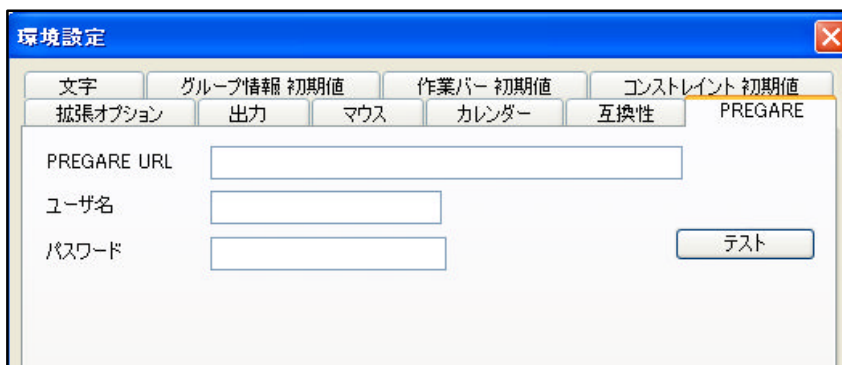 環境設定
文字 グループ情報 初期値 作業バー 初期値 コンストレイント 初期値
拡張オプション 出力 マウス カレンダー 互換性 PREGARE
PREGARE URL
ユーザ名
パスワード テスト